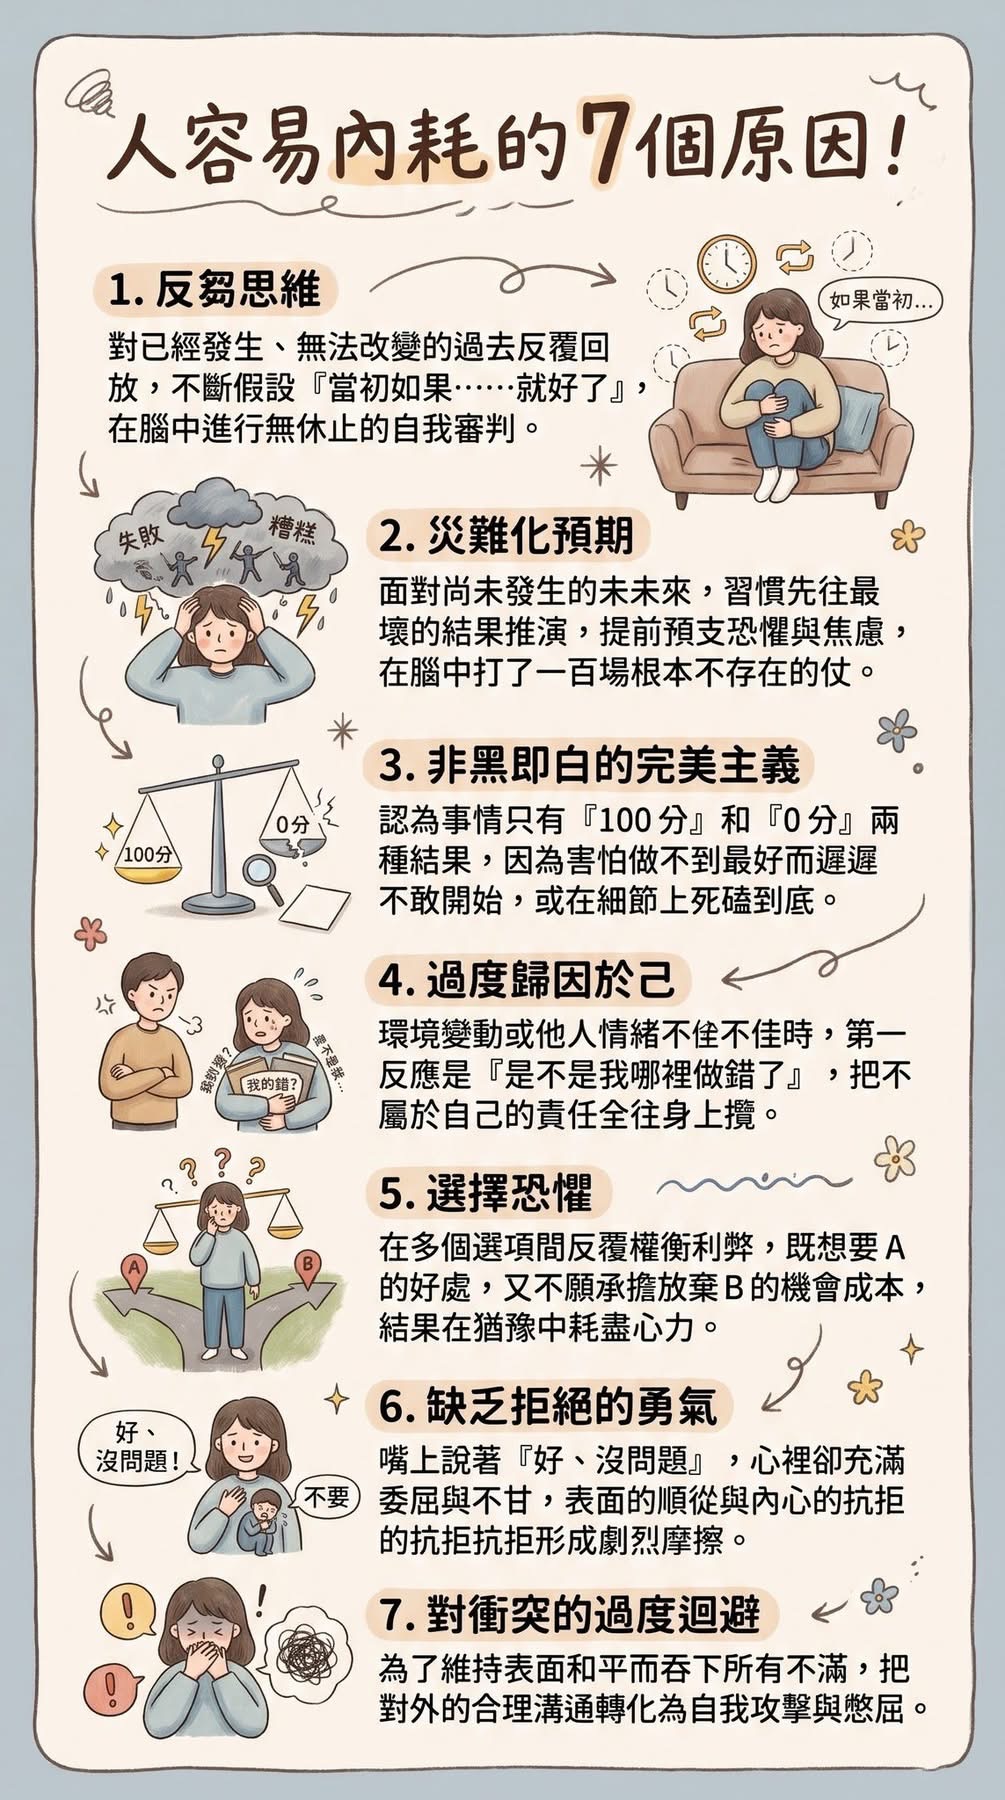 人容易內耗的7個原因!
1. 反芻思維
如果當初...
對已經發生、無法改變的過去反覆回
放，不斷假設『當初如果⋯⋯就好了』，
在腦中進行無休止的自我審判。
失敗
糟糕
2. 災難化預期
面對尚未發生的未未來，習慣先往最
壞的結果推演，提前預支恐懼與焦慮，
在腦中打了一百場根本不存在的仗。
100分
0分
3. 非黑即白的完美主義
認為事情只有『100 分』和『0 分』兩
種結果，因為害怕做不到最好而遲遲
不敢開始，或在細節上死磕到底。
我的錯?
4. 過度歸因於己
環境變動或他人情緒不佳時，第一
反應是『是不是我哪裡做錯了』，把不
屬於自己的責任全往身上攬。
A
B
5. 選擇恐懼
在多個選項間反覆權衡利弊，既想要 A
的好處，又不願承擔放棄 B 的機會成本，
結果在猶豫中耗盡心力。
好、
沒問題!
不要
6. 缺乏拒絕的勇氣
嘴上說著『好、沒問題』，心裡卻充滿
委屈與不甘，表面的順從與內心的抗拒
的抗拒抗拒形成劇烈摩擦。
7. 對衝突的過度迴避
為了維持表面和平而吞下所有不滿，把
對外的合理溝通轉化為自我攻擊與憋屈。